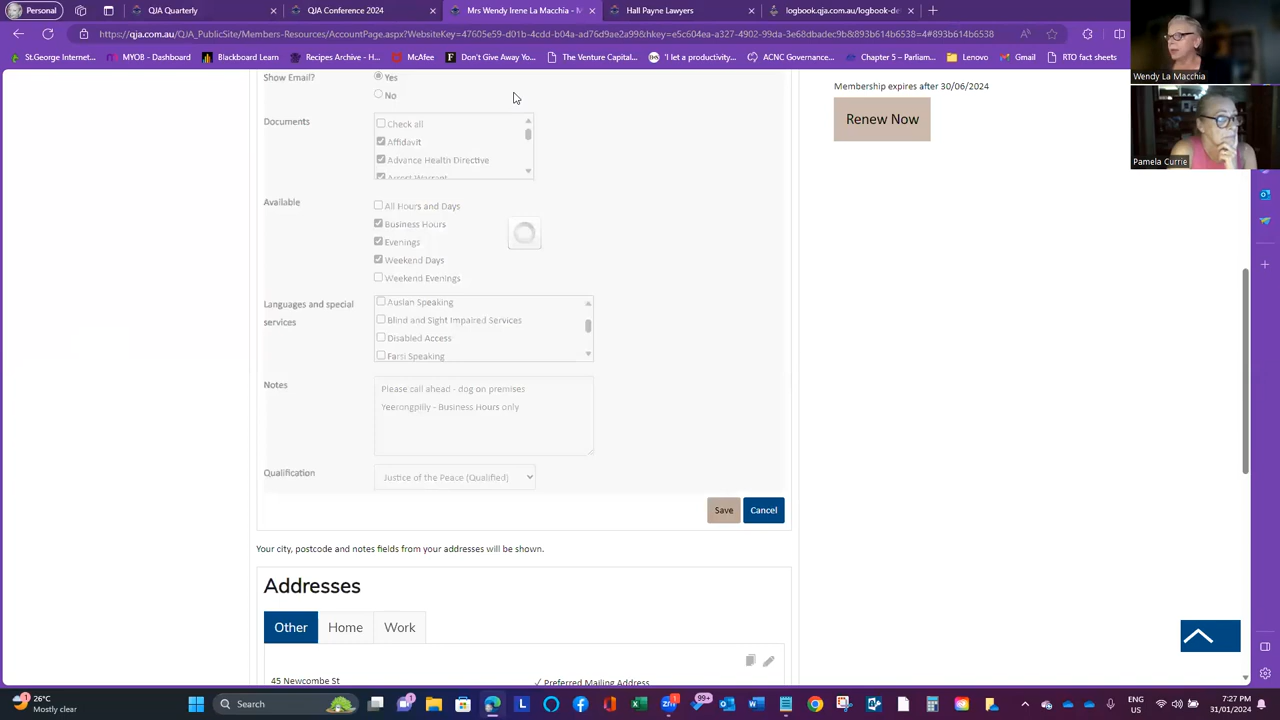 Personal
QJA Quarterly
QJA Conference 2024
Mrs Wendy Irene La Macchia - M
Hall Payne Lawyers
logbook.qja.com.au/logbook-de
https://qja.com.au/QJA_PublicSite/Members-Resources/AccountPage.aspx?WebsiteKey=47605e59-d01b-4cdd-b04a-ad76d9ae2a99&hkey=e5c604ea-a327-4902-99da-3e68dbadec9b&893b614b6538=4#893b614b6538
St.George Internet...
MYOB - Dashboard
Blackboard Learn
Recipes Archive - H...
McAfee
Don't Give Away Yo...
The Venture Capital...
'I let a productivity...
ACNC Governance...
Chapter 5 – Parliam...
Lenovo
Gmail
RTO fact sheets
Wendy La Macchia
Pamela Currie
Show Email?
Yes
No
Documents
Check all
Affidavit
Advance Health Directive
Arrest Warrant
Available
All Hours and Days
Business Hours
Evenings
Weekend Days
Weekend Evenings
Languages and special
services
Auslan Speaking
Blind and Sight Impaired Services
Disabled Access
Farsi Speaking
Notes
Please call ahead - dog on premises
Yeerongpilly - Business Hours only
Qualification
Justice of the Peace (Qualified)
Save
Cancel
Membership expires after 30/06/2024
Renew Now
Your city, postcode and notes fields from your addresses will be shown.
Addresses
Other
Home
Work
45 Newcombe St
✓ Preferred Mailing Address
26°C
Mostly clear
Search
99+
ENG
US
7:27 PM
31/01/2024